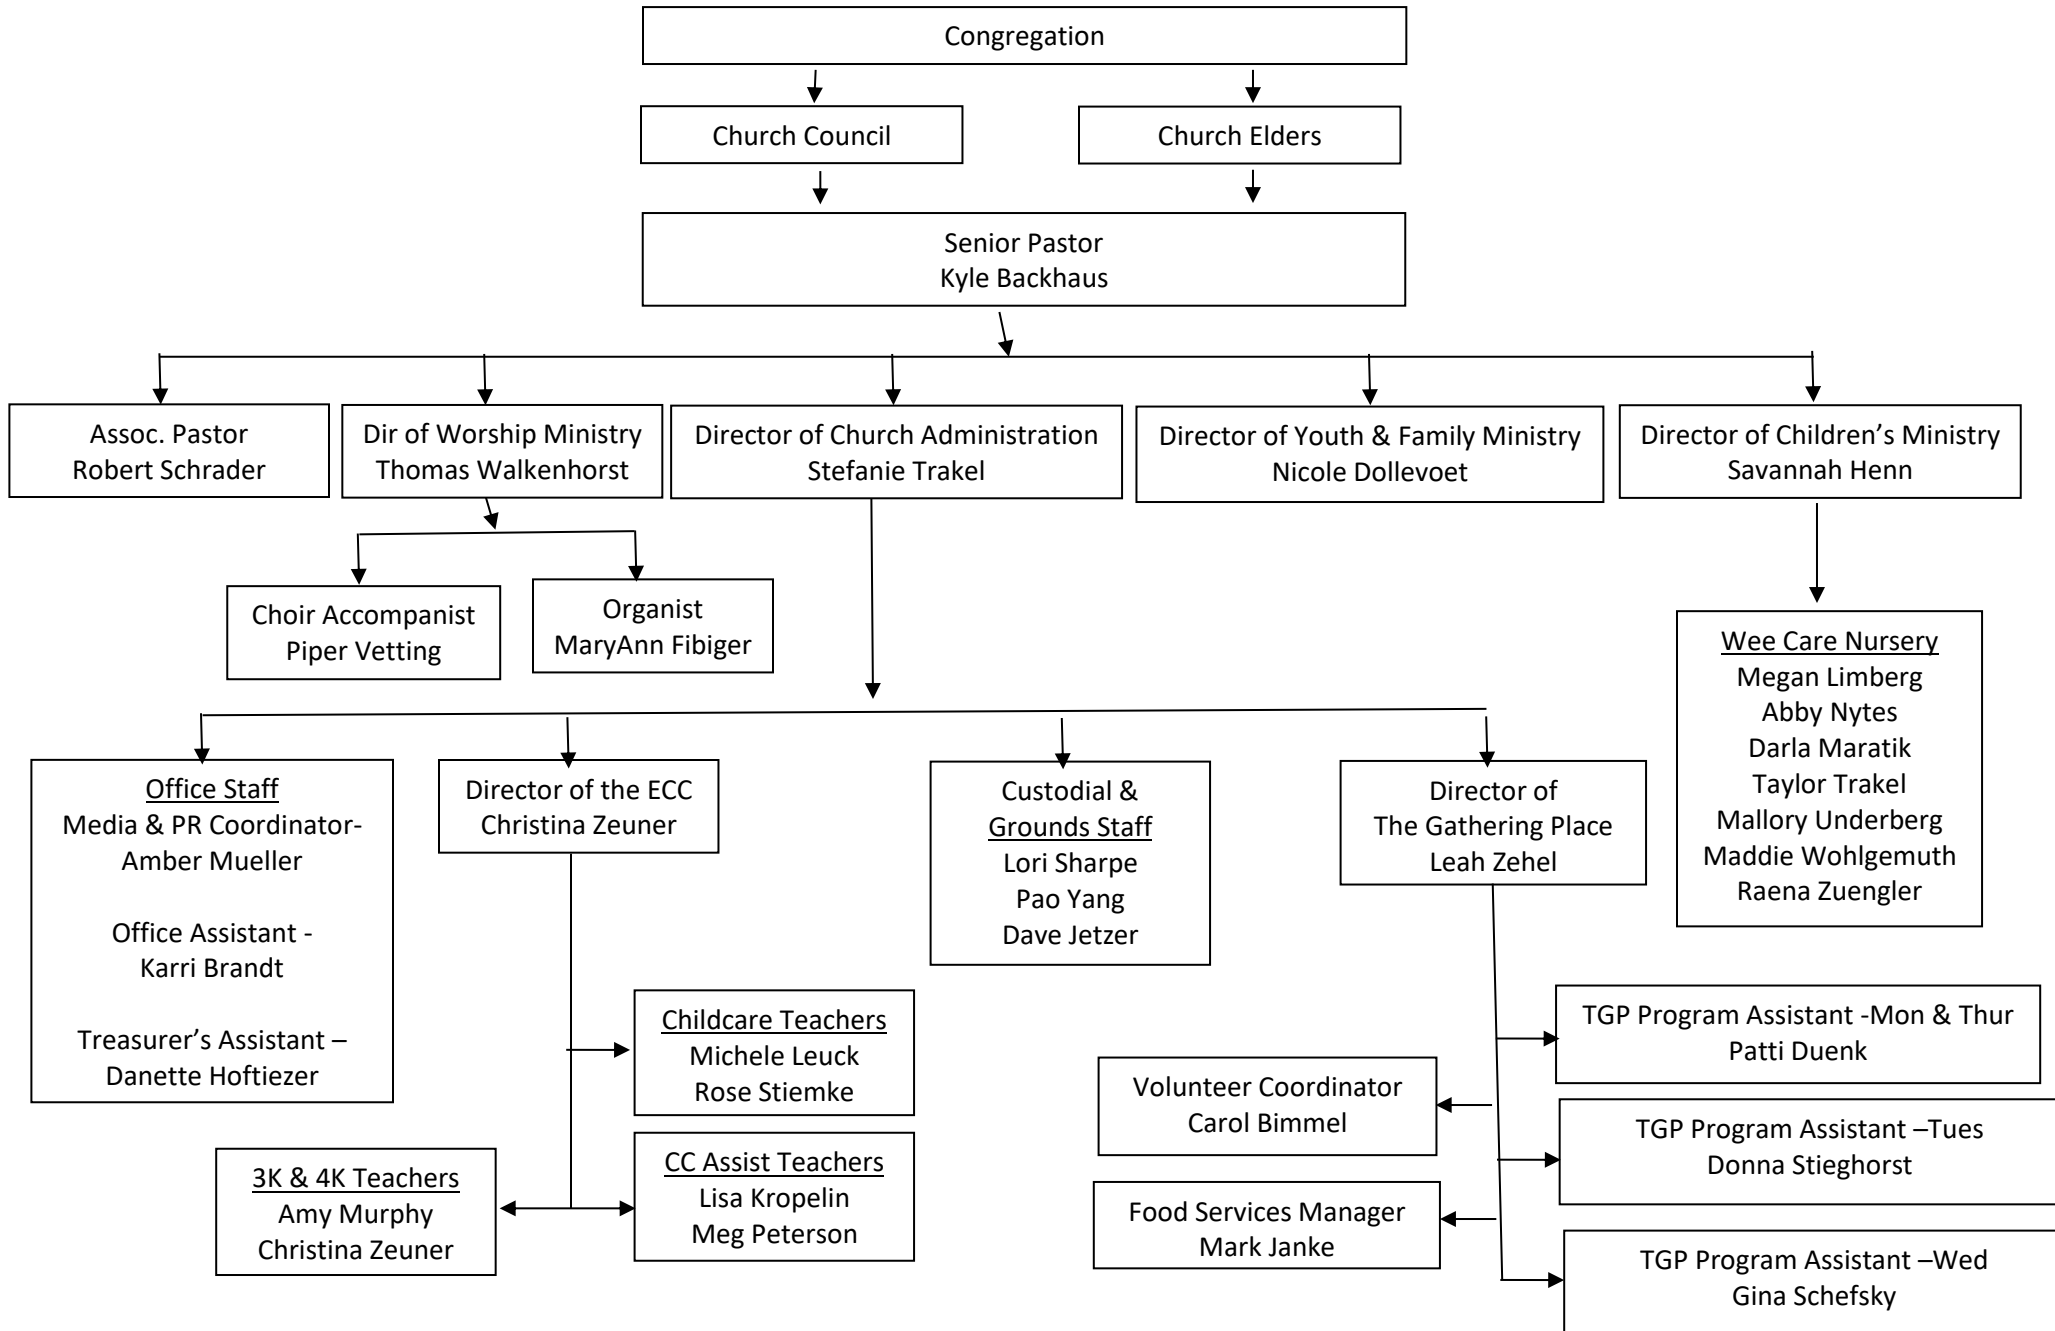 Congregation
Church Council
Church Elders
Senior Pastor
Kyle Backhaus
Assoc. Pastor
Robert Schrader
Dir of Worship Ministry
Thomas Walkenhorst
Director of Church Administration
Stefanie Trakel
Director of Youth & Family Ministry
Nicole Dollevoet
Director of Children’s Ministry
Savannah Henn
Choir Accompanist
Piper Vetting
Organist
MaryAnn Fibiger
Wee Care Nursery
Megan Limberg
Abby Nytes
Darla Maratik
Taylor Trakel
Mallory Underberg
Maddie Wohlgemuth
Raena Zuengler
Office Staff
Media & PR Coordinator-
Amber Mueller
Office Assistant -
Karri Brandt
Treasurer’s Assistant –
Danette Hoftiezer
Director of the ECC
Christina Zeuner
Custodial &
Grounds Staff
Lori Sharpe
Pao Yang
Dave Jetzer
Director of
The Gathering Place
Leah Zehel
Childcare Teachers
Michele Leuck
Rose Stiemke
3K & 4K Teachers
Amy Murphy
Christina Zeuner
CC Assist Teachers
Lisa Kropelin
Meg Peterson
Volunteer Coordinator
Carol Bimmel
Food Services Manager
Mark Janke
TGP Program Assistant -Mon & Thur
Patti Duenk
TGP Program Assistant –Tues
Donna Stieghorst
TGP Program Assistant –Wed
Gina Schefsky